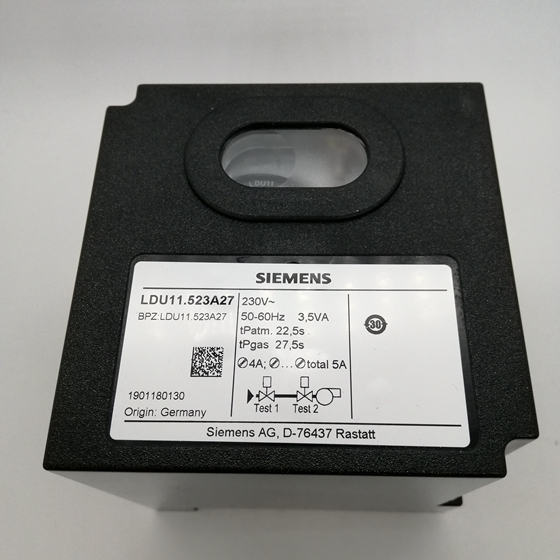 LDU11
SIEMENS
LDU11.523A27
BPZ:LDU11.523A27
1901180130
Origin: Germany
230V~
50-60Hz 3,5VA
tPatm. 22,5s
tPgas 27,5s
⊘4A; ⊘...⊘total 5A
Test 1 Test 2
30
Siemens AG, D-76437 Rastatt